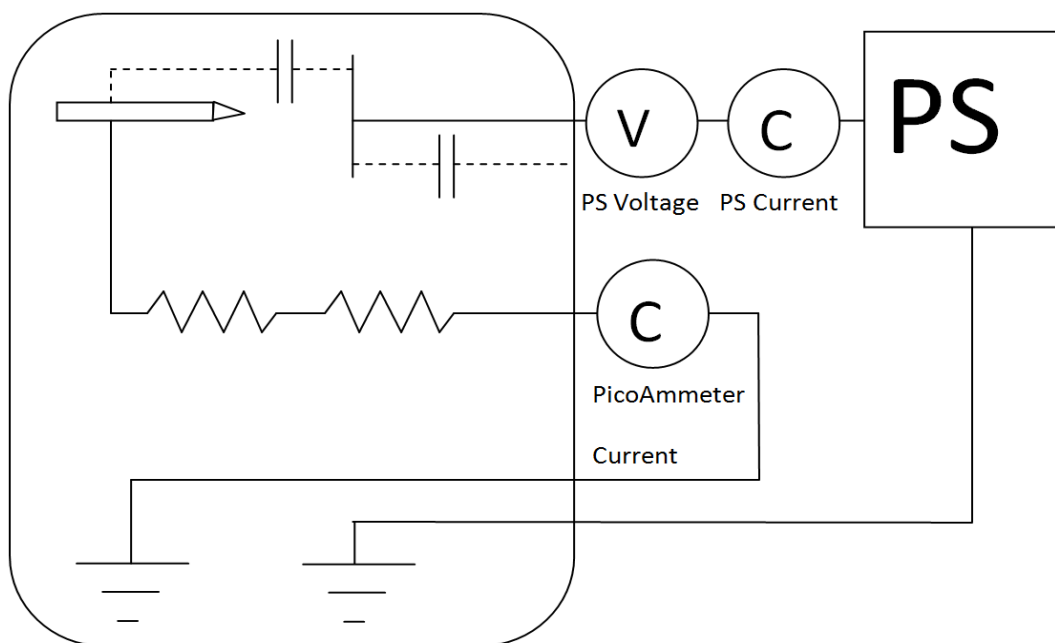 V
C
PS
PS Voltage
PS Current
C
PicoAmmeter
Current